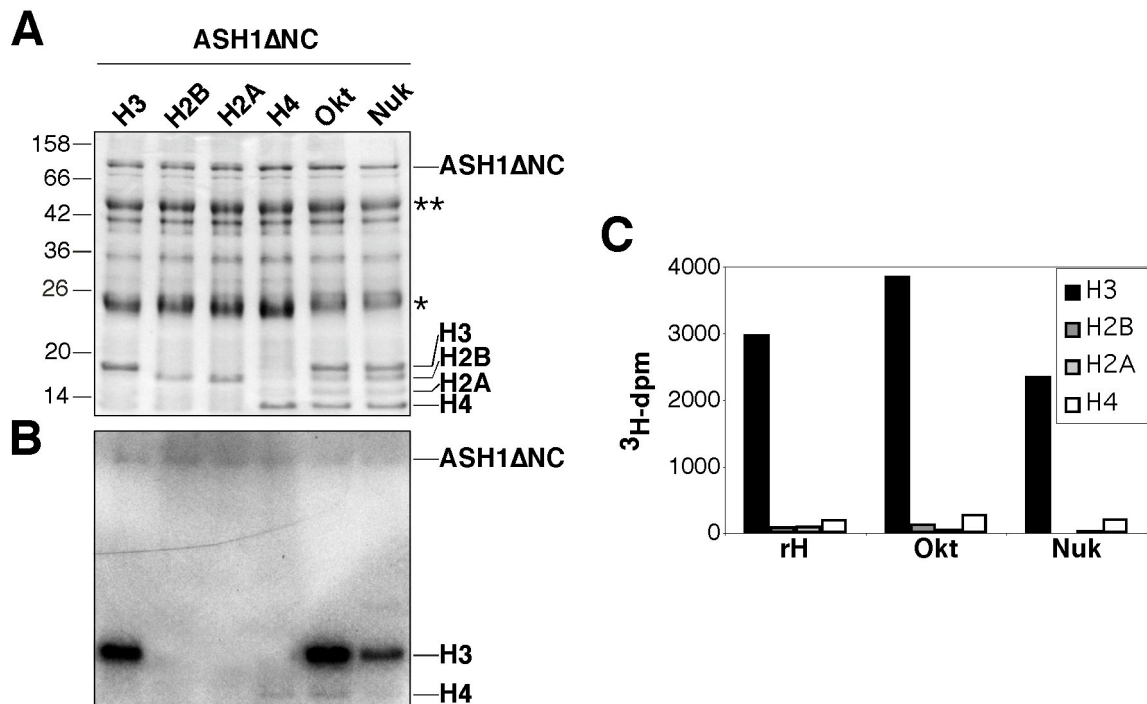 A
ASH1ΔNC
H3 H2B H2A H4 Okt Nuk
158
66
42
36
26
20
14
ASH1ΔNC
**
*
H3
H2B
H2A
H4
B
ASH1ΔNC
H3
H4
C
³H-dpm
4000
3000
2000
1000
0
rH Okt Nuk
H3
H2B
H2A
H4